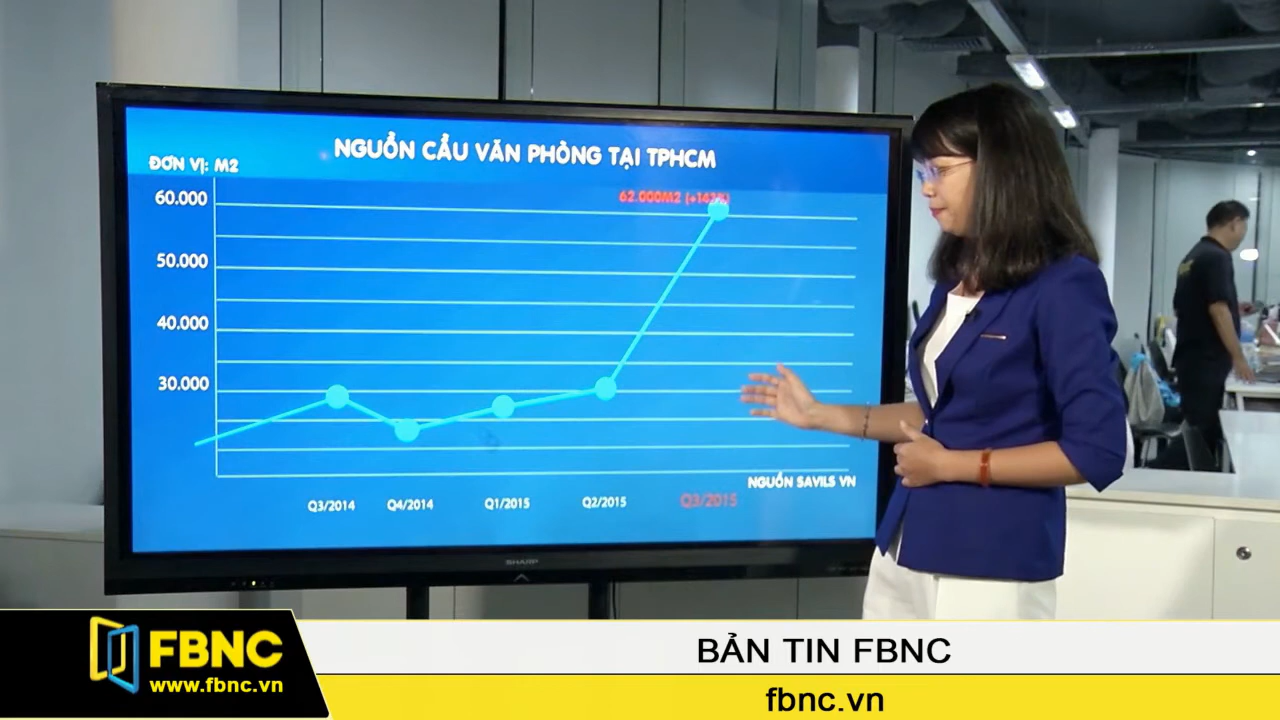 NGUỒN CẦU VĂN PHÒNG TẠI TPHCM
ĐƠN VỊ: M2
60.000
62.000M2
50.000
40.000
30.000
NGUỒN SAVILS VN
Q3/2014 Q4/2014 Q1/2015 Q2/2015 Q3/2015
SHARP
FBNC
www.fbnc.vn
BẢN TIN FBNC
fbnc.vn